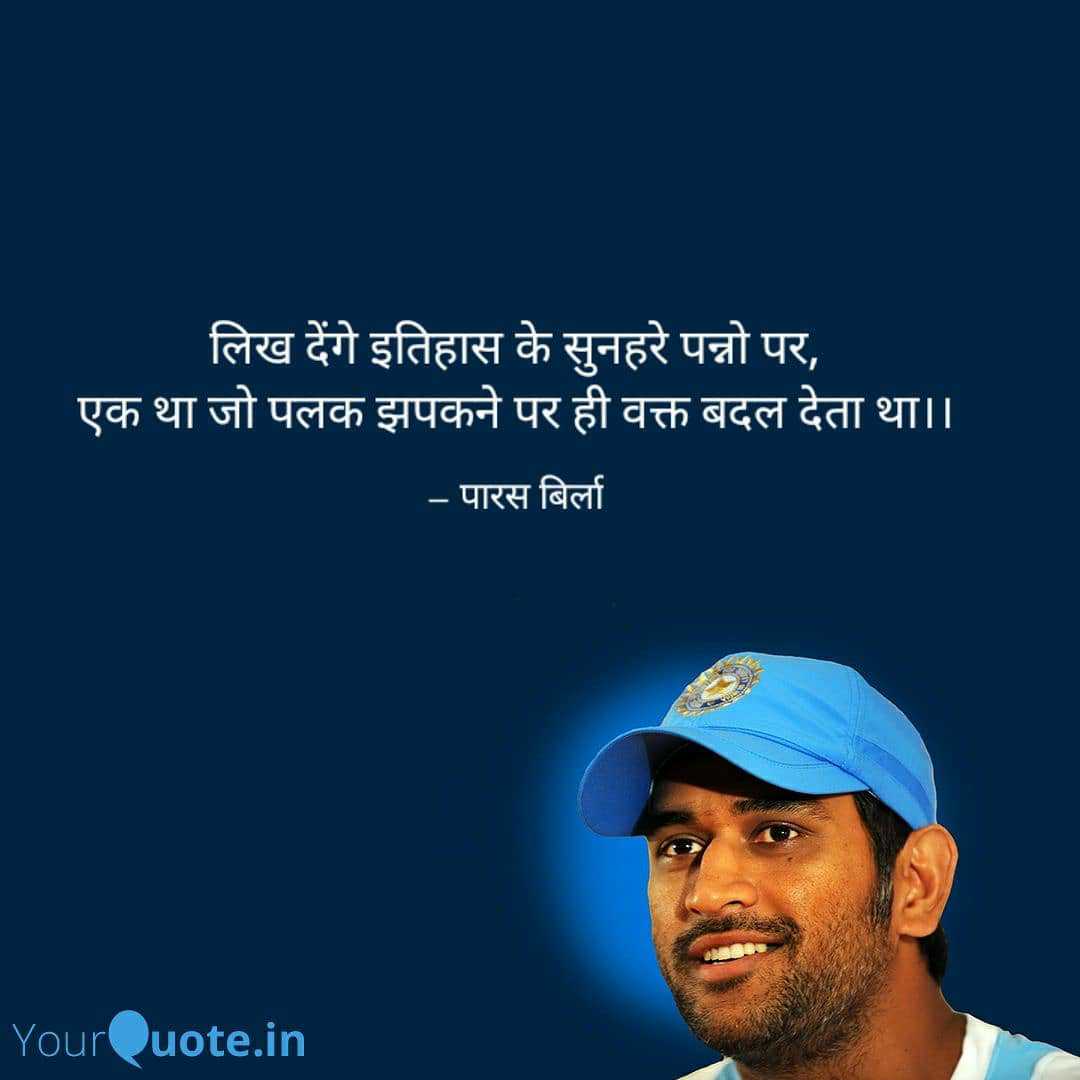 लिख देंगे इतिहास के सुनहरे पन्नो पर,
एक था जो पलक झपकने पर ही वक्त बदल देता था।।
– पारस बिर्ला
YourQuote.in